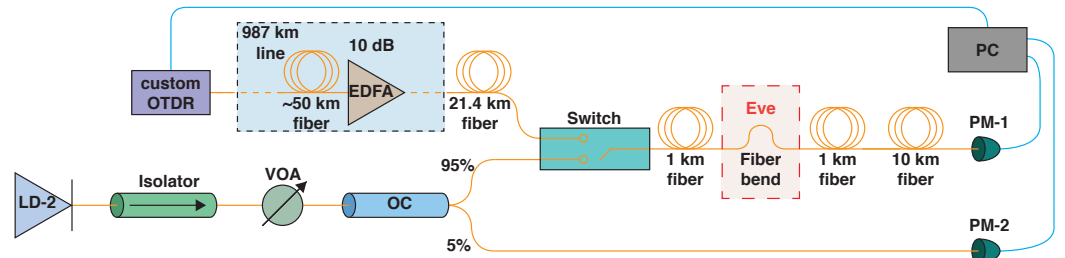 987 km
line
10 dB
PC
custom
OTDR
EDFA
~50 km
fiber
21.4 km
fiber
Switch
Eve
PM-1
1 km
fiber
Fiber
bend
1 km
fiber
10 km
fiber
95%
Isolator
VOA
LD-2
OC
PM-2
5%